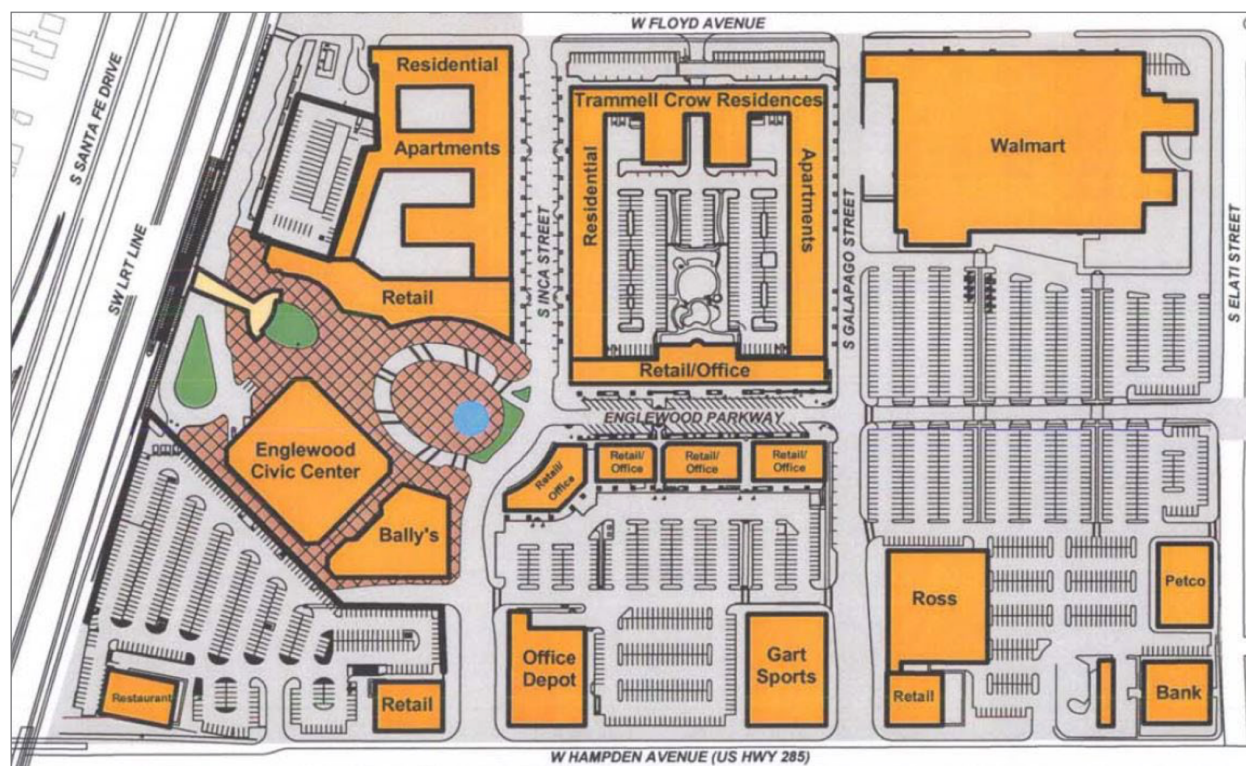 W FLOYD AVENUE
S SANTA FE DRIVE
SW LRT LINE
Residential
Apartments
Retail
S INCA STREET
Trammell Crow Residences
Residential
Apartments
Retail/Office
S GALAPAGO STREET
Walmart
S ELATI STREET
ENGLEWOOD PARKWAY
Englewood
Civic Center
Bally's
Retail/
Office
Retail/
Office
Retail/
Office
Retail/
Office
Ross
Petco
Office
Depot
Gart
Sports
Restaurant
Retail
Retail
Bank
W HAMPDEN AVENUE (US HWY 285)